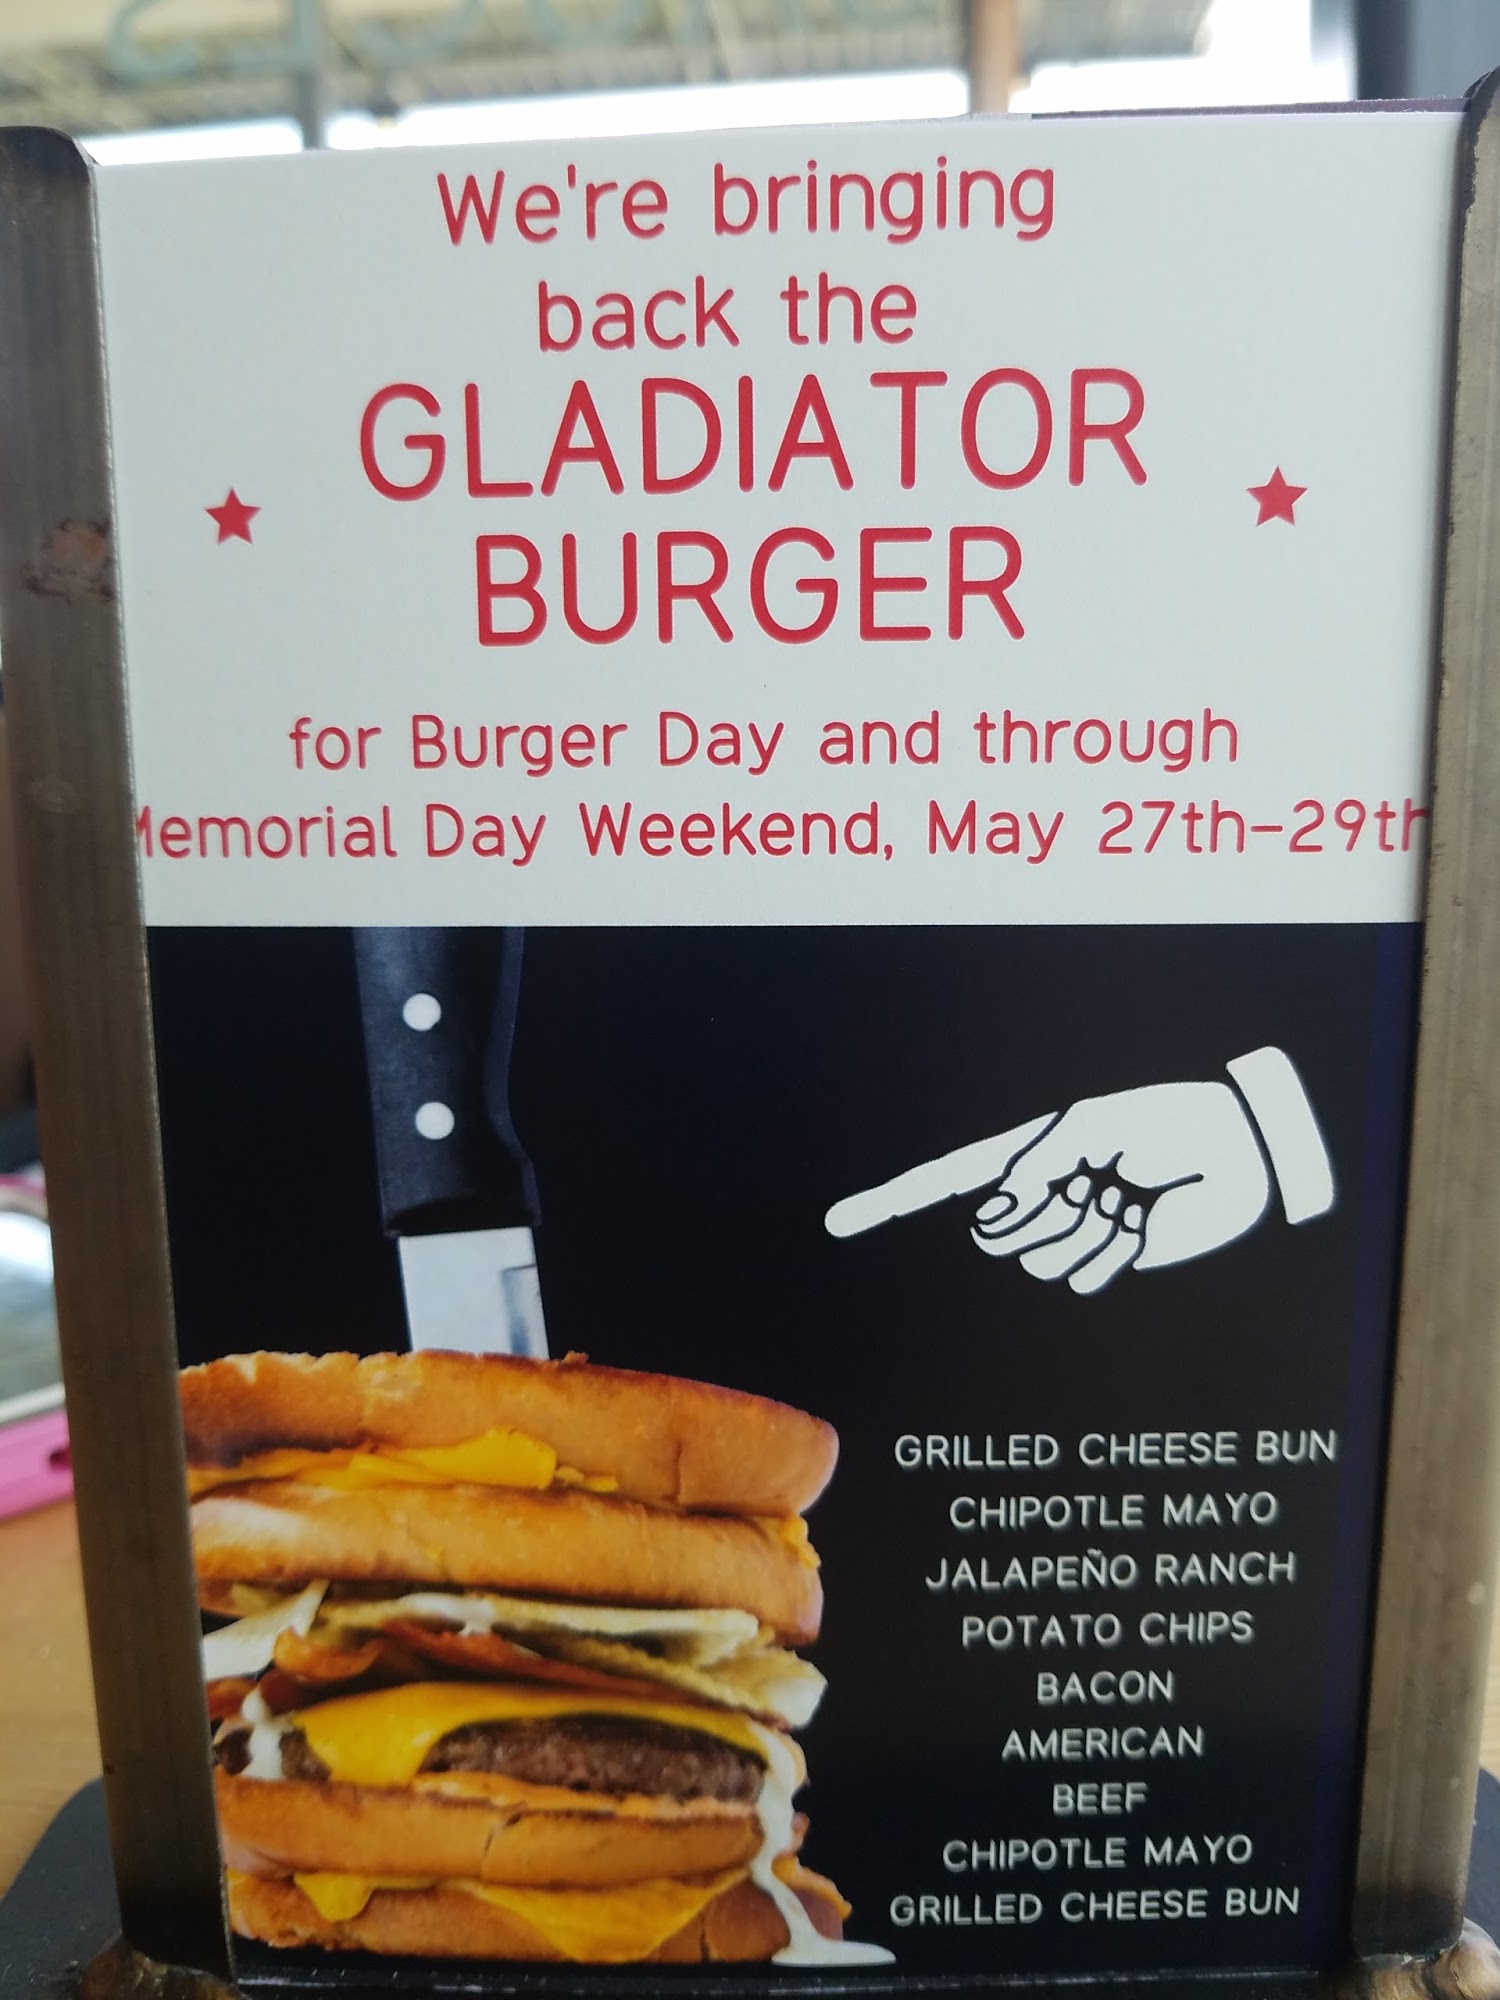 We're bringing
back the
GLADIATOR
BURGER
for Burger Day and through
Memorial Day Weekend, May 27th-29th
GRILLED CHEESE BUN
CHIPOTLE MAYO
JALAPEÑO RANCH
POTATO CHIPS
BACON
AMERICAN
BEEF
CHIPOTLE MAYO
GRILLED CHEESE BUN